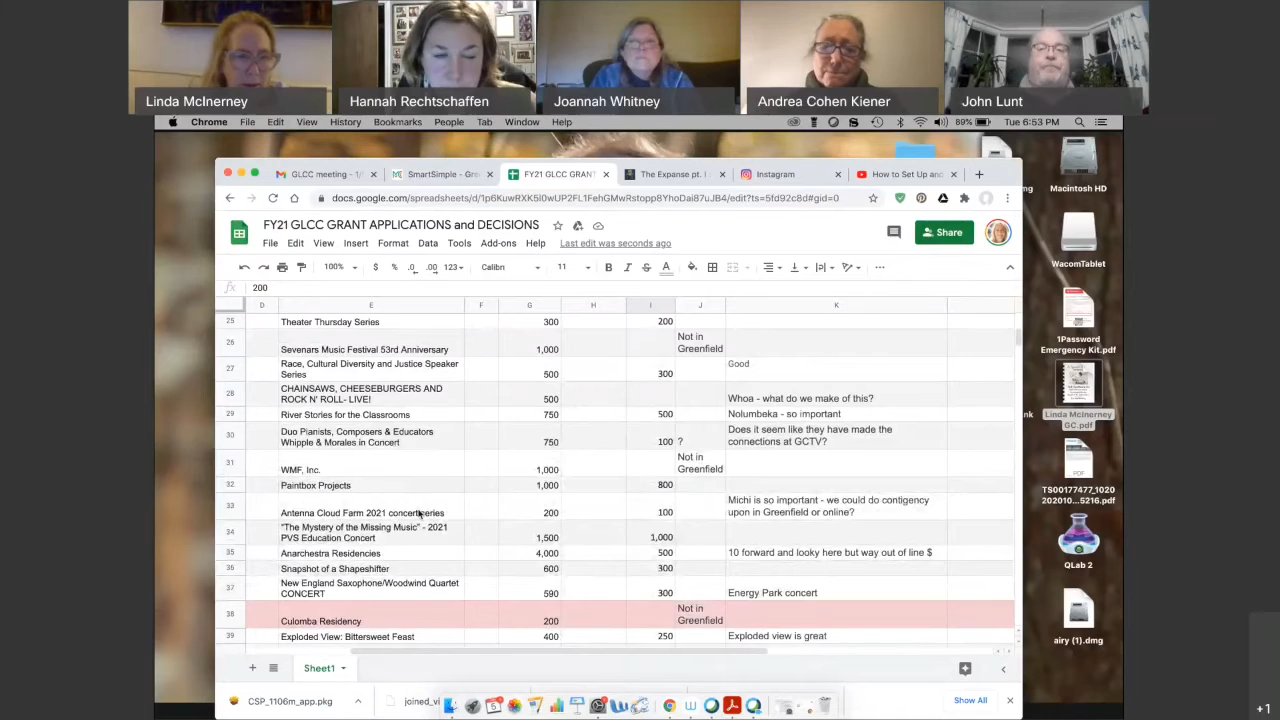 Linda McInerney
Hannah Rechtschaffen
Joannah Whitney
Andrea Cohen Kiener
John Lunt
Chrome File Edit View History Bookmarks People Tab Window Help
89% Tue 6:53 PM
GLCC meeting - 1/
SmartSimple - Gro
FY21 GLCC GRANT
The Expanse pt.
Instagram
How to Set Up and
docs.google.com/spreadsheets/d/1p6KuwRXK5I0wUP2FL1FehGMwRstopp8YhoDai87uJB4/edit?ts=5fd92c8d#gid=0
FY21 GLCC GRANT APPLICATIONS and DECISIONS
File Edit View Insert Format Data Tools Add-ons Help Last edit was seconds ago
Share
100% $ % .0 .00 123 Calibri 11 B I S A
fx 200
D E F G H I J K
25 Theater Thursday Series 300 200
26 Sevenars Music Festival 53rd Anniversary 1,000 Not in
Greenfield
27 Race, Cultural Diversity and Justice Speaker
Series 500 300 Good
28 CHAINSAWS, CHEESEBURGERS AND
ROCK N' ROLL- LIVE! 500 Whoa - what do we make of this?
29 River Stories for the Classrooms 750 500 Nolumbeka - so important
30 Duo Pianists, Composers & Educators
Whipple & Morales in Concert 750 100 ? Does it seem like they have made the
connections at GCTV?
31 WMF, Inc. 1,000 Not in
Greenfield
32 Paintbox Projects 1,000 800
33 Antenna Cloud Farm 2021 concert series 200 100 Michi is so important - we could do contigency
upon in Greenfield or online?
34 "The Mystery of the Missing Music" - 2021
PVS Education Concert 1,500 1,000
35 Anarchestra Residencies 4,000 500 10 forward and looky here but way out of line $
36 Snapshot of a Shapeshifter 600 300
37 New England Saxophone/Woodwind Quartet
CONCERT 590 300 Energy Park concert
38 Culomba Residency 200 Not in
Greenfield
39 Exploded View: Bittersweet Feast 400 250 Exploded view is great
Sheet1
CSP_1106m_app.pkg
joined_vi
Show All
Macintosh HD
WacomTablet
1Password
Emergency Kit.pdf
Linda McInerney
GC.pdf
PDF
TS00177477_1020
202010...5216.pdf
QLab 2
airy (1).dmg
+1